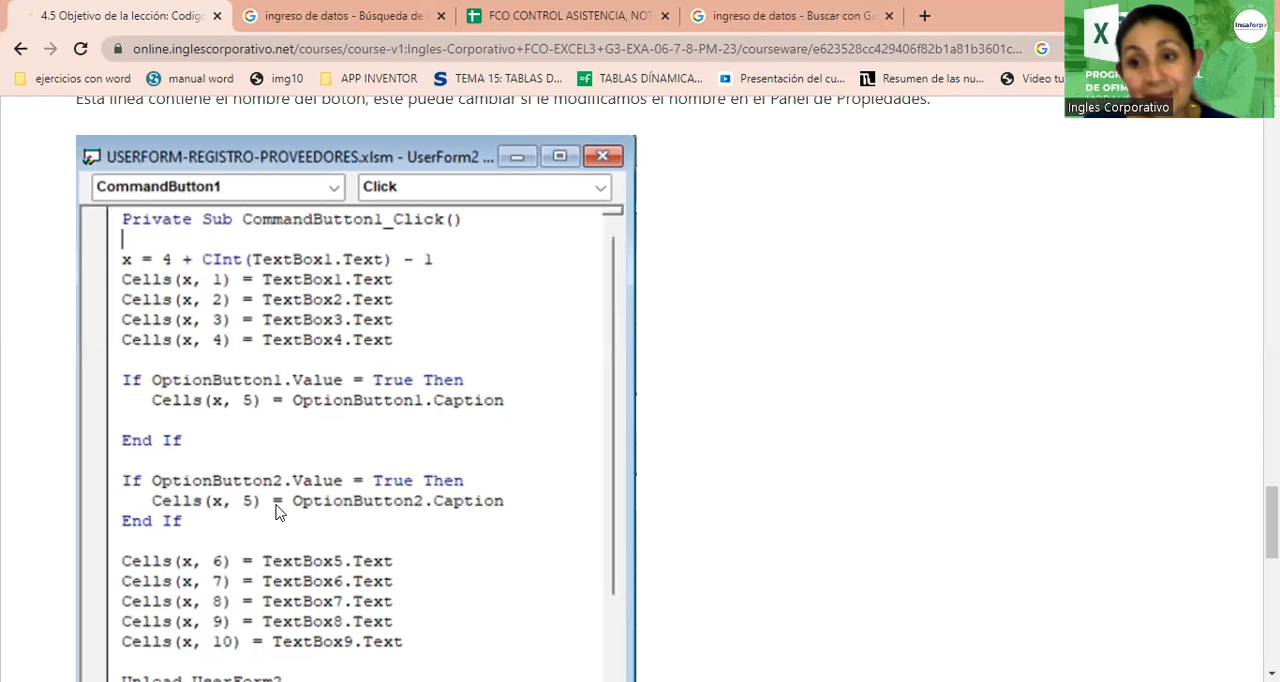 4.5 Objetivo de la lección: Codigo
ingreso de datos - Búsqueda de
FCO CONTROL ASISTENCIA, NOT
ingreso de datos - Buscar con Go
online.inglescorporativo.net/courses/course-v1:Ingles-Corporativo+FCO-EXCEL3+G3-EXA-06-7-8-PM-23/courseware/e623528cc429406f82b1a81b3601c...
ejercicios con word
manual word
img10
APP INVENTOR
TEMA 15: TABLAS D...
TABLAS DÍNAMICA...
Presentación del cu...
Resumen de las nu...
Video tu
Insaforp
Ingles Corporativo
DE OFIM
Esta línea contiene el nombre del botón, este puede cambiar si le modificamos el nombre en el Panel de Propiedades.
USERFORM-REGISTRO-PROVEEDORES.xlsm - UserForm2 ...
CommandButton1
Click
Private Sub CommandButton1_Click()
x = 4 + CInt(TextBox1.Text) - 1
Cells(x, 1) = TextBox1.Text
Cells(x, 2) = TextBox2.Text
Cells(x, 3) = TextBox3.Text
Cells(x, 4) = TextBox4.Text
If OptionButton1.Value = True Then
Cells(x, 5) = OptionButton1.Caption
End If
If OptionButton2.Value = True Then
Cells(x, 5) = OptionButton2.Caption
End If
Cells(x, 6) = TextBox5.Text
Cells(x, 7) = TextBox6.Text
Cells(x, 8) = TextBox7.Text
Cells(x, 9) = TextBox8.Text
Cells(x, 10) = TextBox9.Text
Unload UserForm2